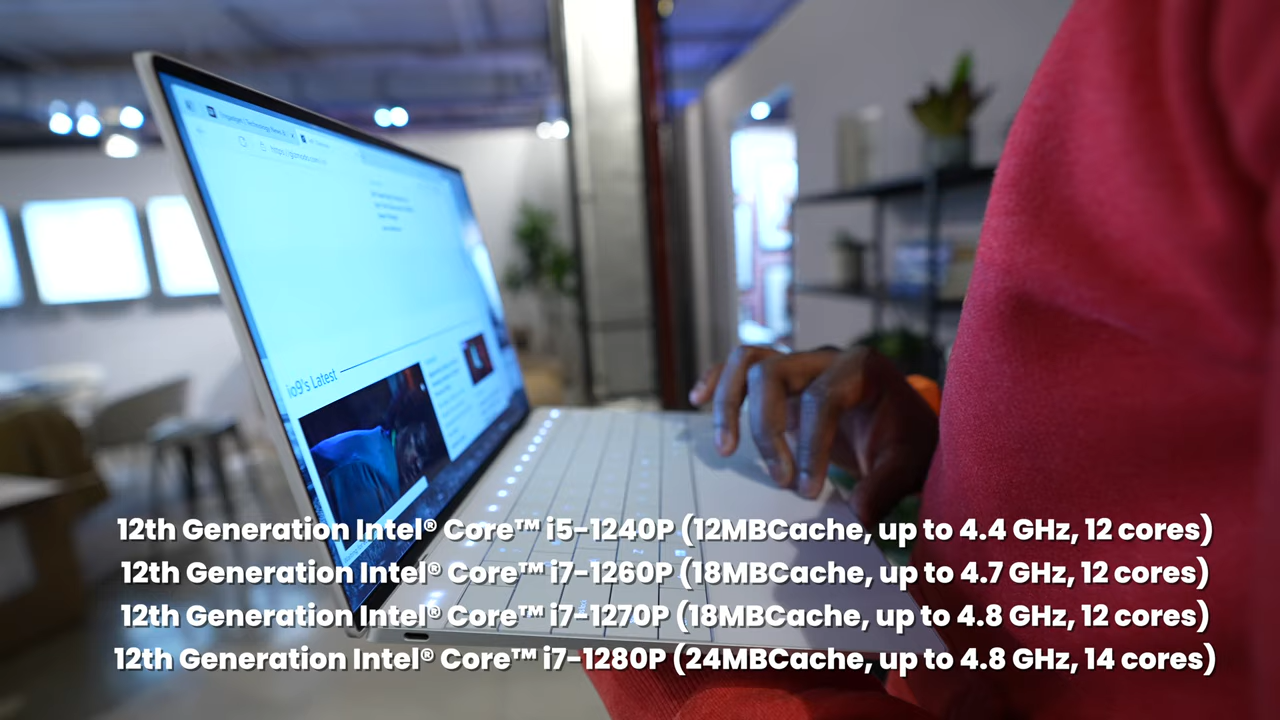 https://gizmodo.com
io9's Latest
12th Generation Intel® Core™ i5-1240P (12MBCache, up to 4.4 GHz, 12 cores)
12th Generation Intel® Core™ i7-1260P (18MBCache, up to 4.7 GHz, 12 cores)
12th Generation Intel® Core™ i7-1270P (18MBCache, up to 4.8 GHz, 12 cores)
12th Generation Intel® Core™ i7-1280P (24MBCache, up to 4.8 GHz, 14 cores)